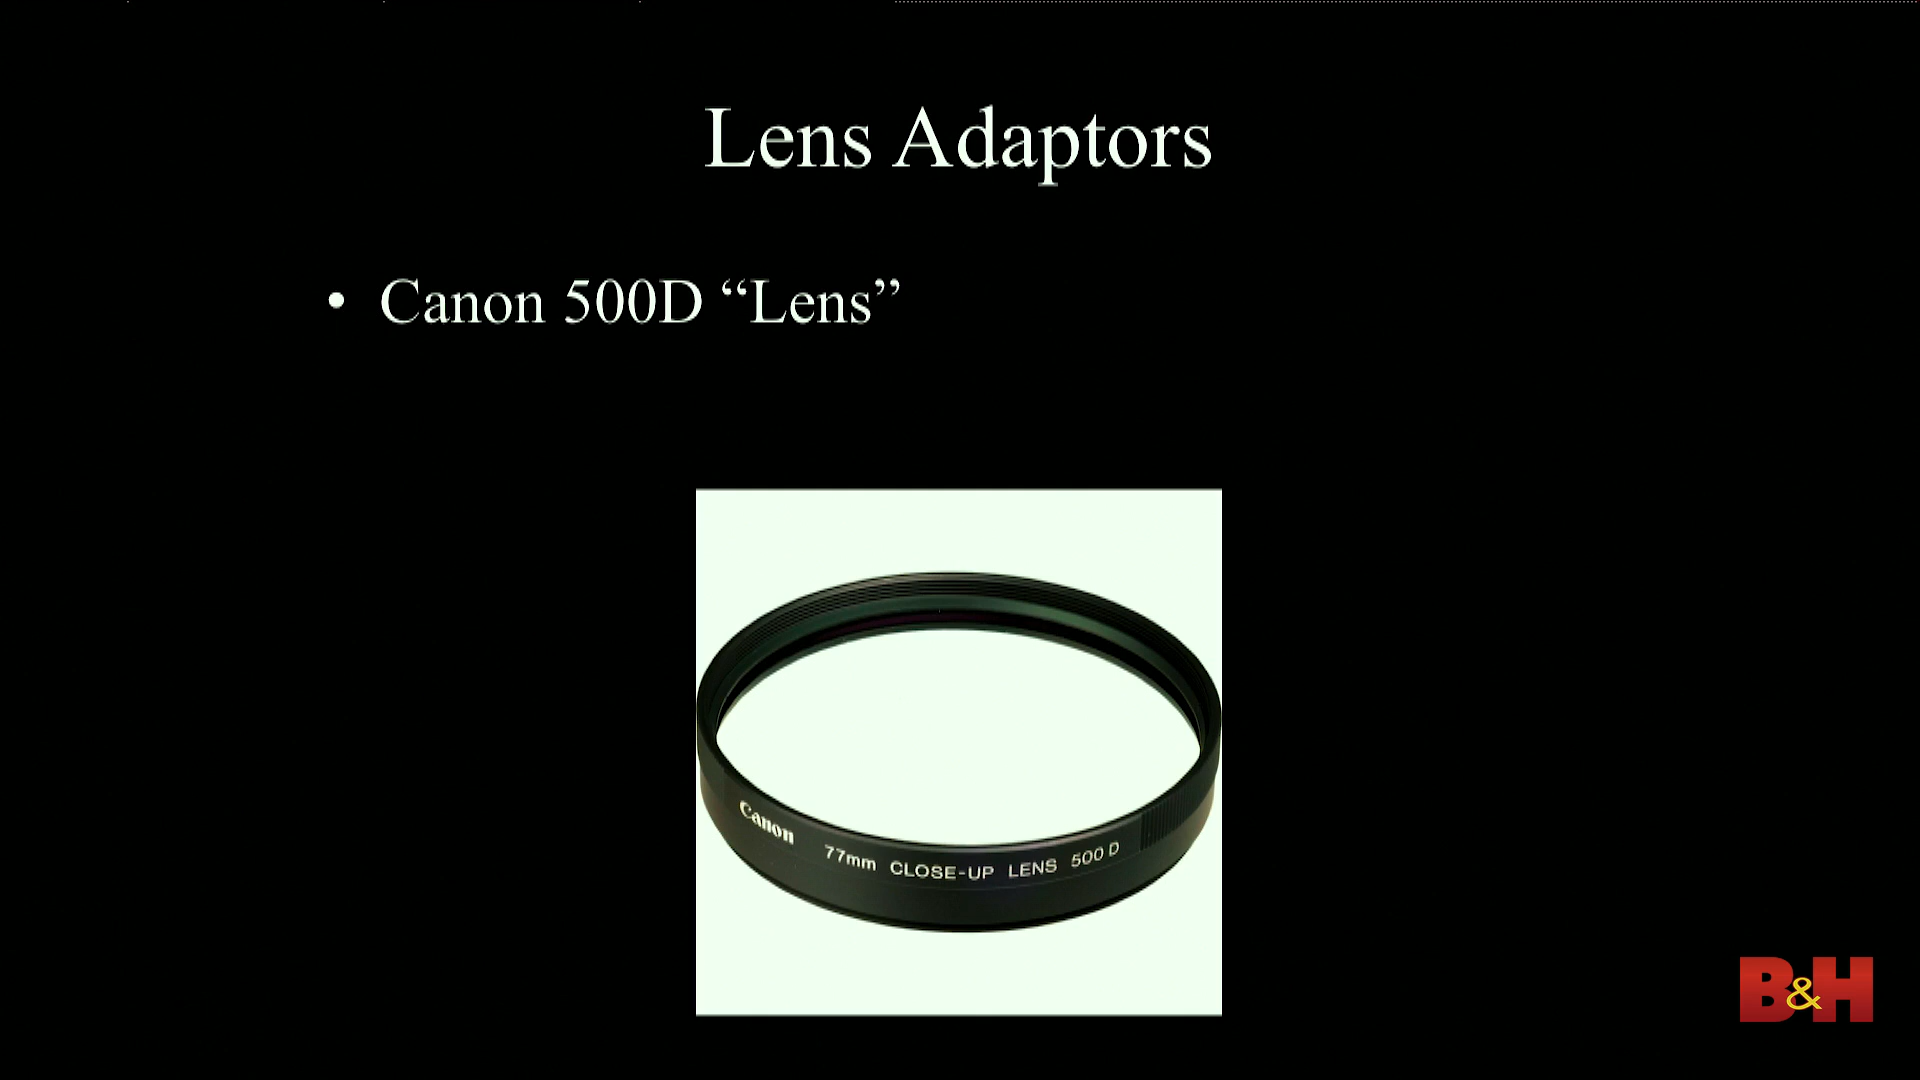 Lens Adaptors
• Canon 500D “Lens”
Canon 77mm CLOSE-UP LENS 500 D
B&H